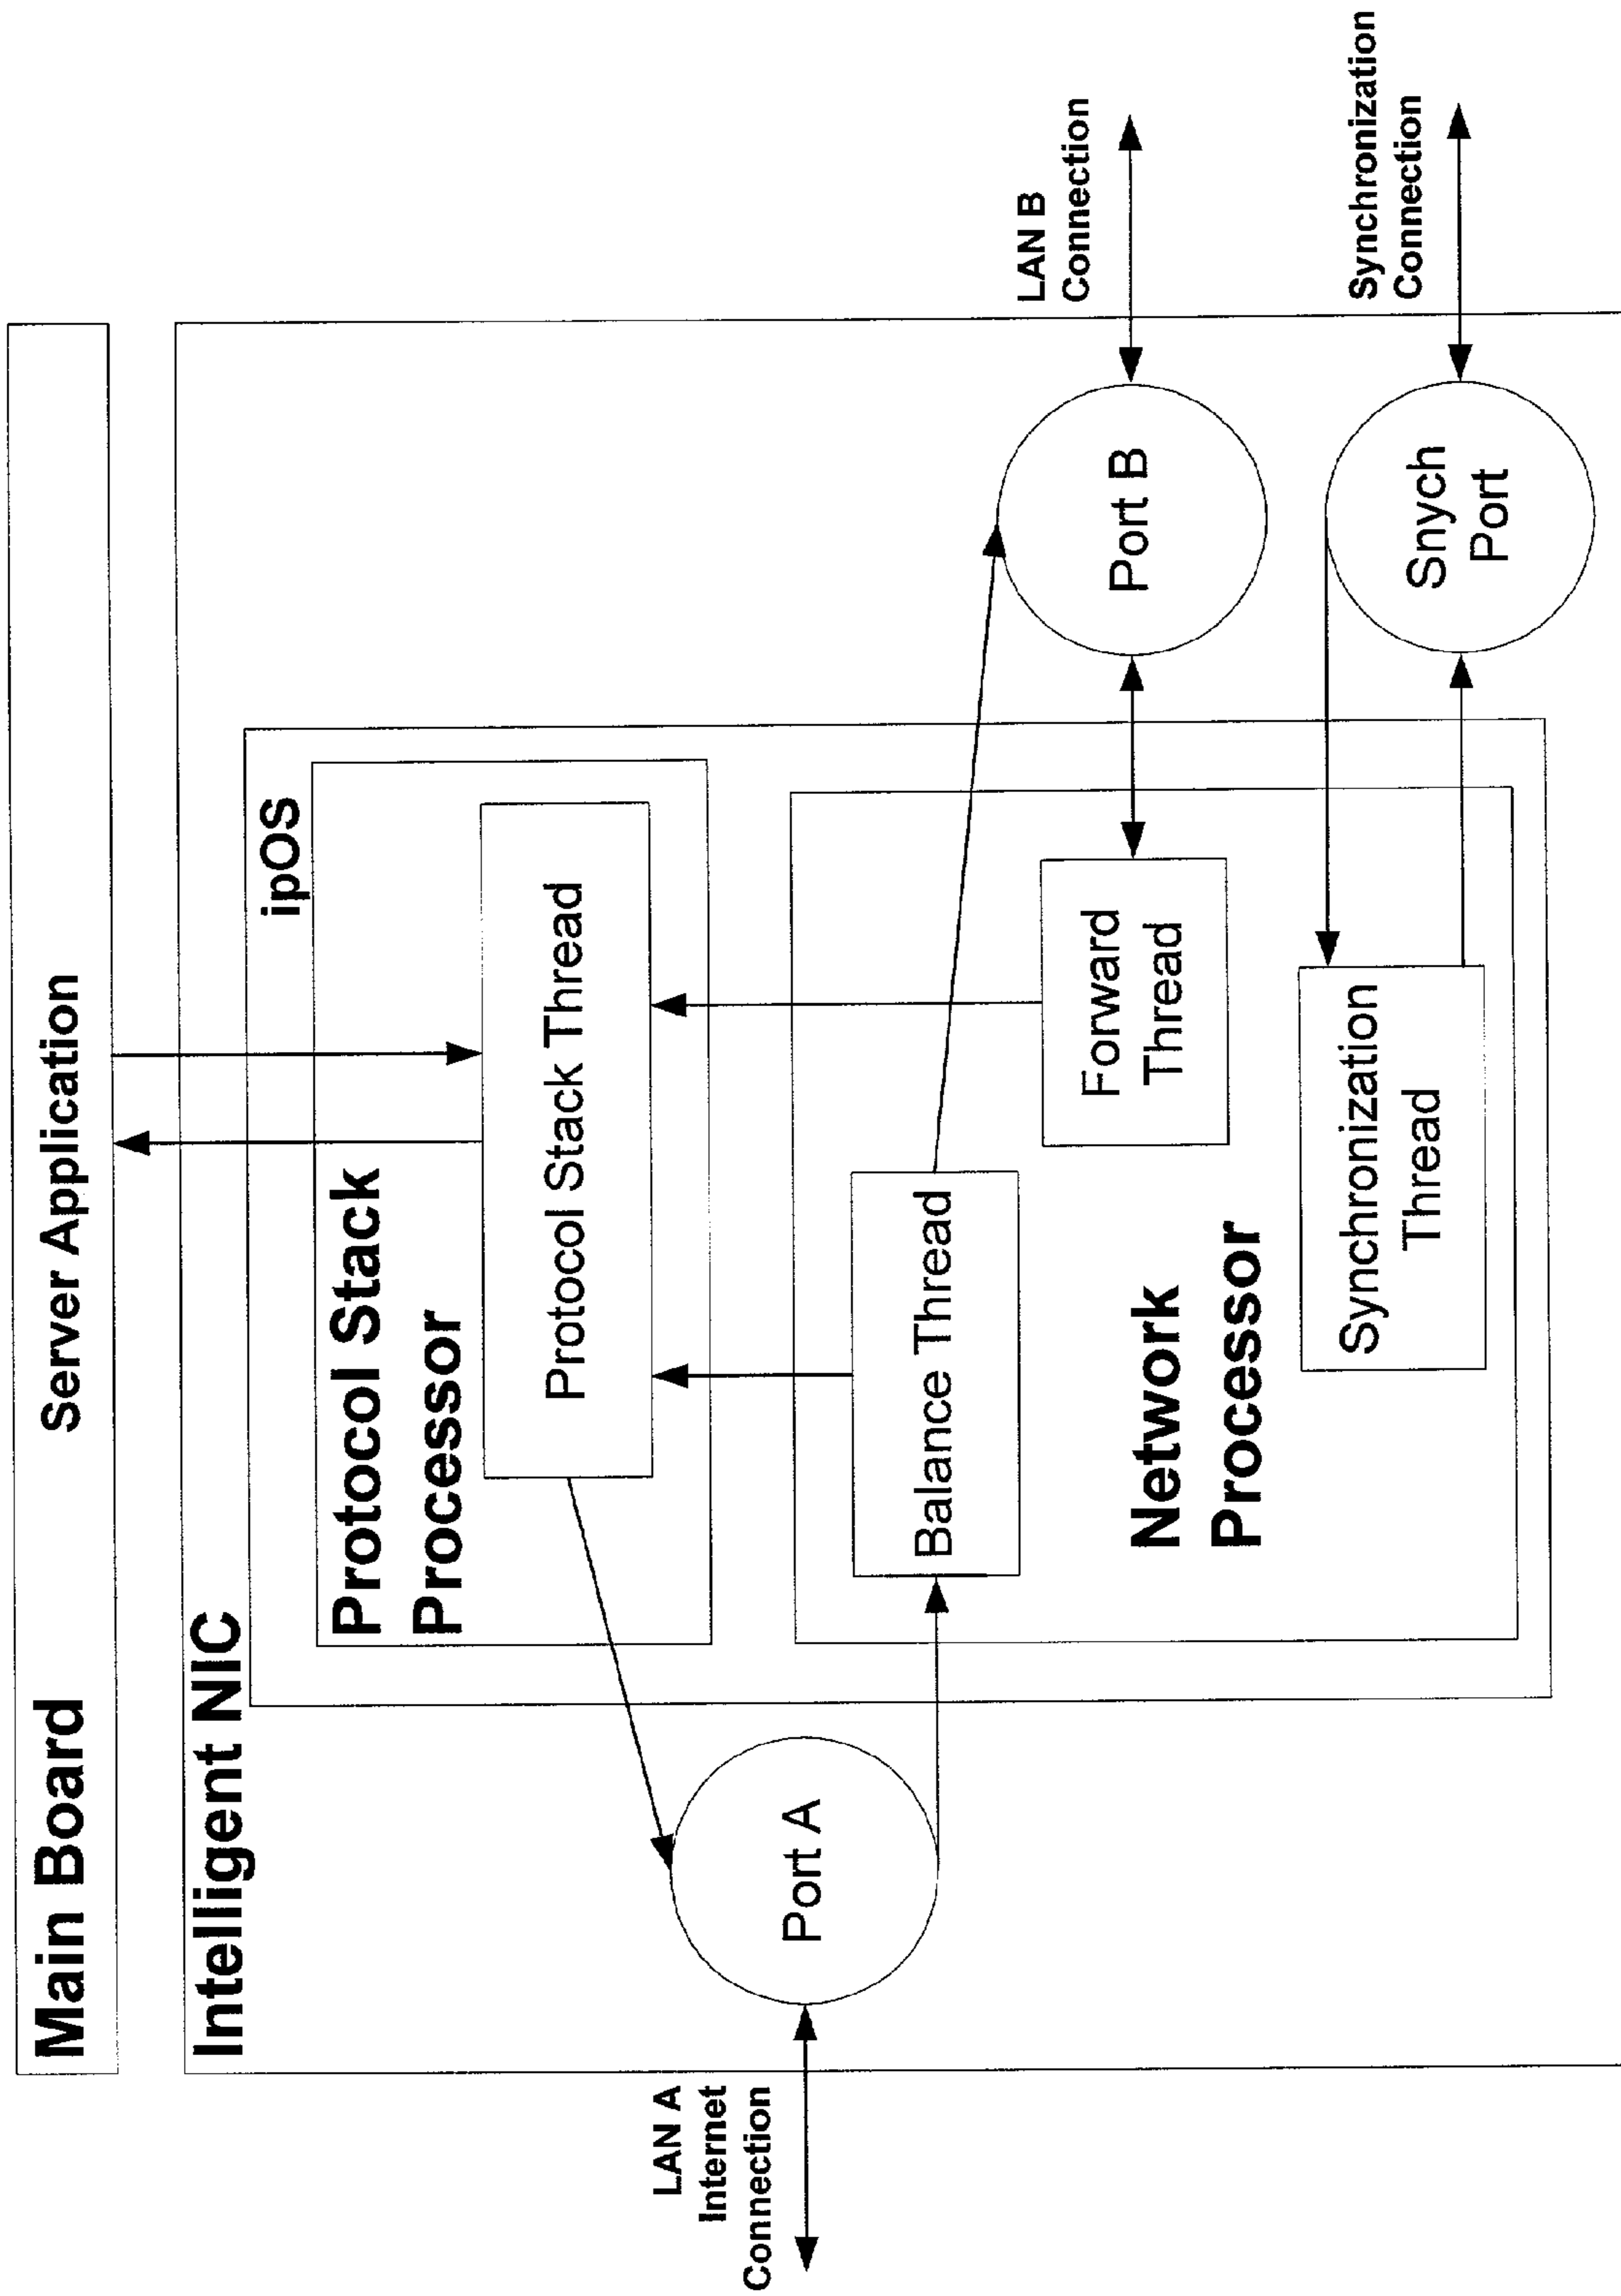 Main Board
Server Application
Intelligent NIC
ipOS
Protocol Stack
Processor
Protocol Stack Thread
LAN A
Internet
Connection
Port A
Balance Thread
Forward
Thread
Network
Processor
Synchronization
Thread
Port B
LAN B
Connection
Snych
Port
Synchronization
Connection